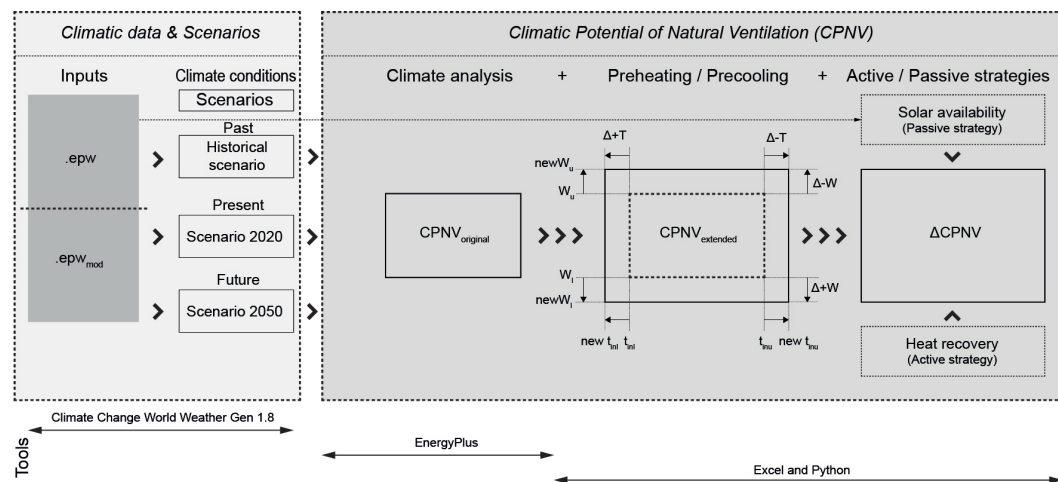 Climatic data & Scenarios
Inputs
Climate conditions
Scenarios
.epw
.epwmod
Past
Historical
scenario
Present
Scenario 2020
Future
Scenario 2050
Climatic Potential of Natural Ventilation (CPNV)
Climate analysis + Preheating / Precooling + Active / Passive strategies
CPNVoriginal
Δ+T
Δ-T
newWu
Wu
Δ-W
CPNVextended
Wl
newWl
Δ+W
new tinl tinl
tinu new tinu
Solar availability
(Passive strategy)
ΔCPNV
Heat recovery
(Active strategy)
Tools
Climate Change World Weather Gen 1.8
EnergyPlus
Excel and Python